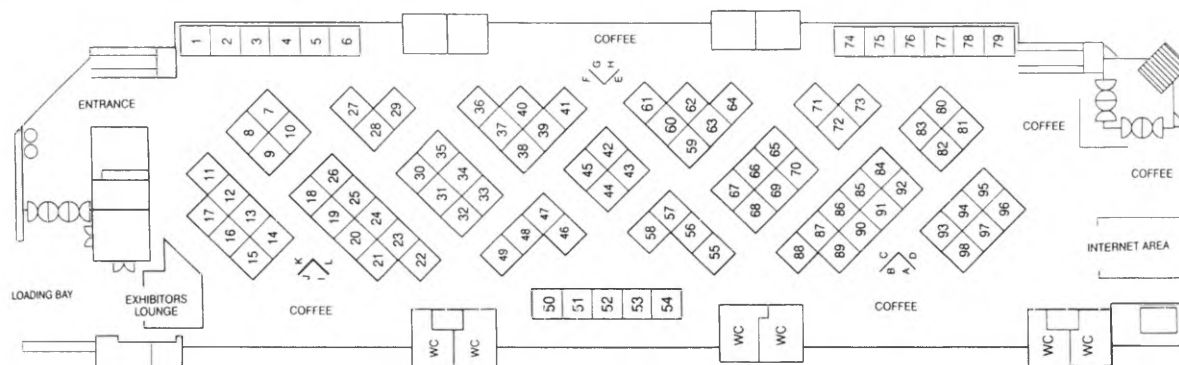 1 2 3 4 5 6
COFFEE
74 75 76 77 78 79
G
F H
E
ENTRANCE
7
8 10
9
27 29
28
36 40 41
37 39
38
61 62 64
60 63
59
71 73
72
80
83 81
82
COFFEE
COFFEE
11
12
17 13
16 14
15
26
18 25
19 24
20 23
21 22
35
30 34
31 33
32
42
45 43
44
47
48 46
49
57
58 56
55
65
66 70
67 69
68
84
85 92
86 91
87 90
88 89
95
94 96
93 97
98
INTERNET AREA
K
J L
I
C
B D
A
LOADING BAY
EXHIBITORS
LOUNGE
COFFEE
50 51 52 53 54
COFFEE
WC WC
WC WC
WC WC